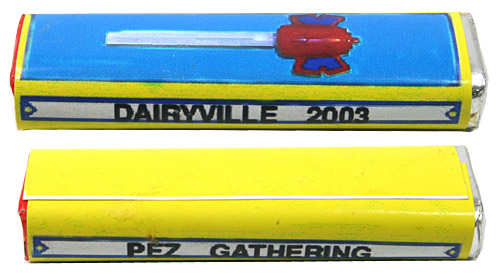 DAIRYVILLE 2003
PEZ GATHERING